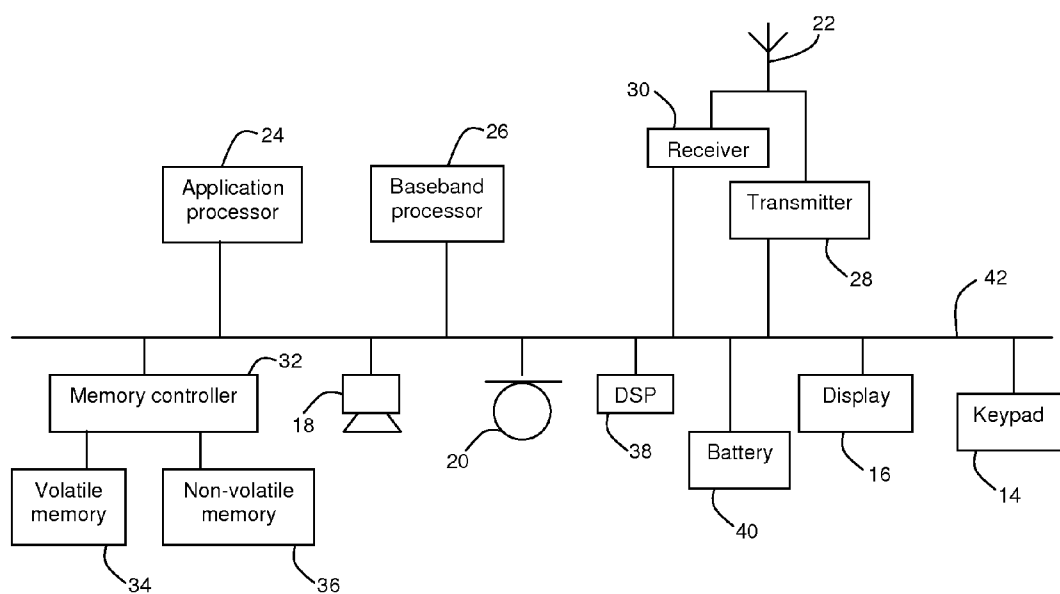 22
30
24
26
Receiver
Application
processor
Baseband
processor
Transmitter
28
42
32
Memory controller
18
20
DSP
38
Display
16
Keypad
14
Battery
40
Volatile
memory
34
Non-volatile
memory
36